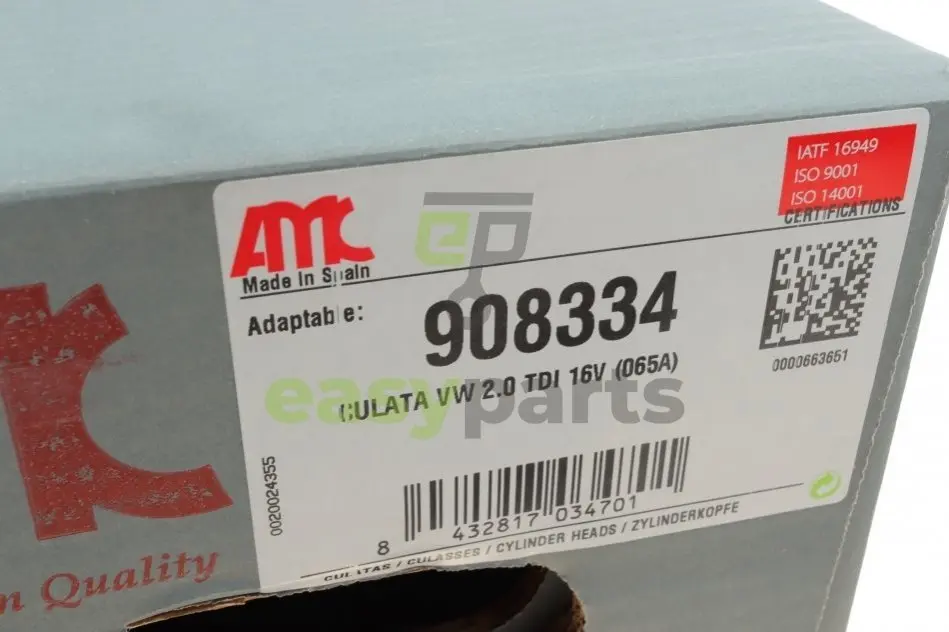 AMC
Made in Spain
IATF 16949
ISO 9001
ISO 14001
CERTIFICATIONS
Adaptable:
908334
CULATA VW 2.0 TDI 16V (065A)
0000663651
easyparts
0020024355
8 432817 034701
CULATAS / CULASSES / CYLINDER HEADS / ZYLINDERKOPFE
n Quality